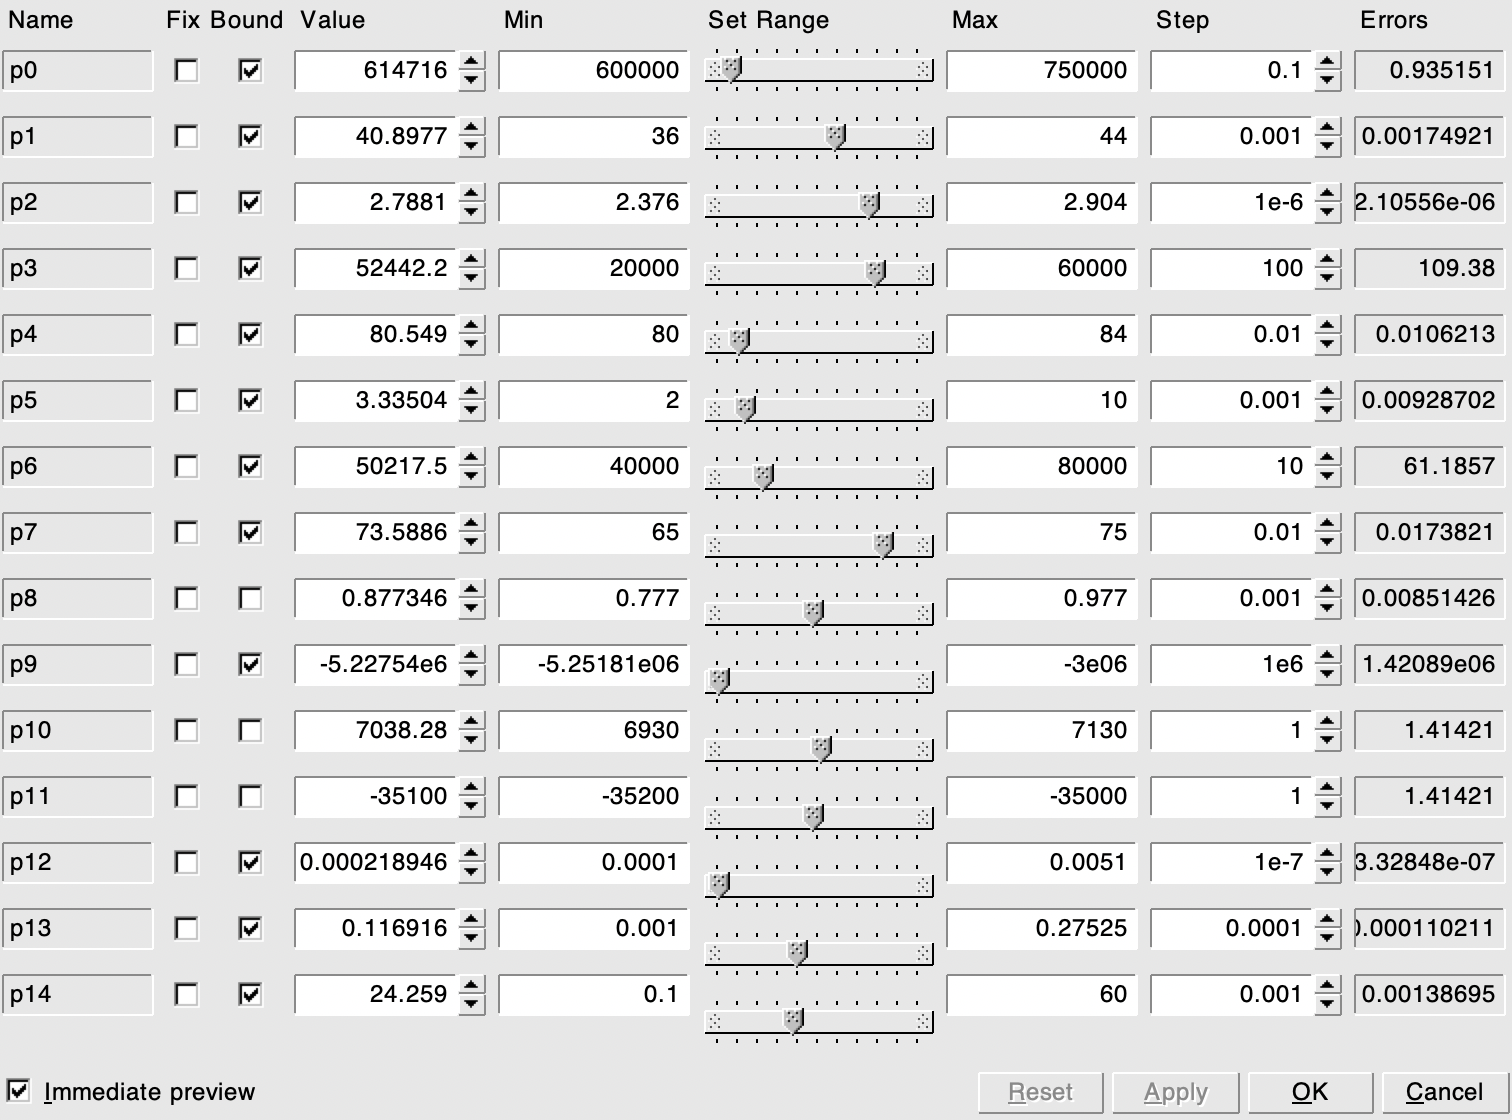 Name Fix Bound Value Min Set Range Max Step Errors
p0 614716 600000 750000 0.1 0.935151
p1 40.8977 36 44 0.001 0.00174921
p2 2.7881 2.376 2.904 1e-6 2.10556e-06
p3 52442.2 20000 60000 100 109.38
p4 80.549 80 84 0.01 0.0106213
p5 3.33504 2 10 0.001 0.00928702
p6 50217.5 40000 80000 10 61.1857
p7 73.5886 65 75 0.01 0.0173821
p8 0.877346 0.777 0.977 0.001 0.00851426
p9 -5.22754e6 -5.25181e06 -3e06 1e6 1.42089e06
p10 7038.28 6930 7130 1 1.41421
p11 -35100 -35200 -35000 1 1.41421
p12 0.000218946 0.0001 0.0051 1e-7 3.32848e-07
p13 0.116916 0.001 0.27525 0.0001 0.000110211
p14 24.259 0.1 60 0.001 0.00138695
Immediate preview Reset Apply OK Cancel